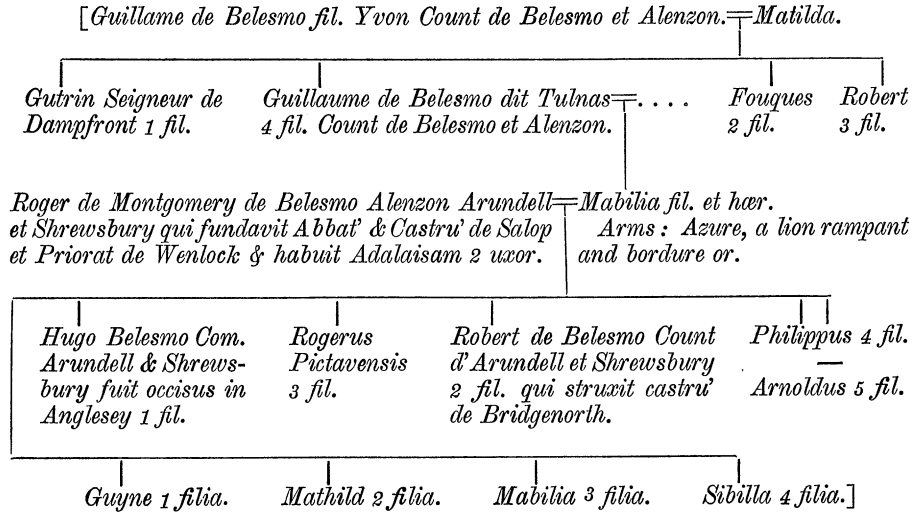 [Guillame de Belesmo fil. Yvon Count de Belesmo et Alenzon.=Matilda.
Gutrin Seigneur de Dampfront 1 fil.
Guillaume de Belesmo dit Tulnas=....
4 fil. Count de Belesmo et Alenzon.
Fouques
2 fil.
Robert
3 fil.
Roger de Montgomery de Belesmo Alenzon Arundell=Mabilia fil. et hær.
et Shrewsbury qui fundavit Abbat' & Castru' de Salop
et Priorat de Wenlock & habuit Adalaisam 2 uxor.
Arms: Azure, a lion rampant
and bordure or.
Hugo Belesmo Com.
Arundell & Shrews-
bury fuit occisus in
Anglesey 1 fil.
Rogerus
Pictavensis
3 fil.
Robert de Belesmo Count
d'Arundell et Shrewsbury
2 fil. qui struxit castru'
de Bridgenorth.
Philippus 4 fil.
—
Arnoldus 5 fil.
Guyne 1 filia.
Mathild 2 filia.
Mabilia 3 filia.
Sibilla 4 filia.]